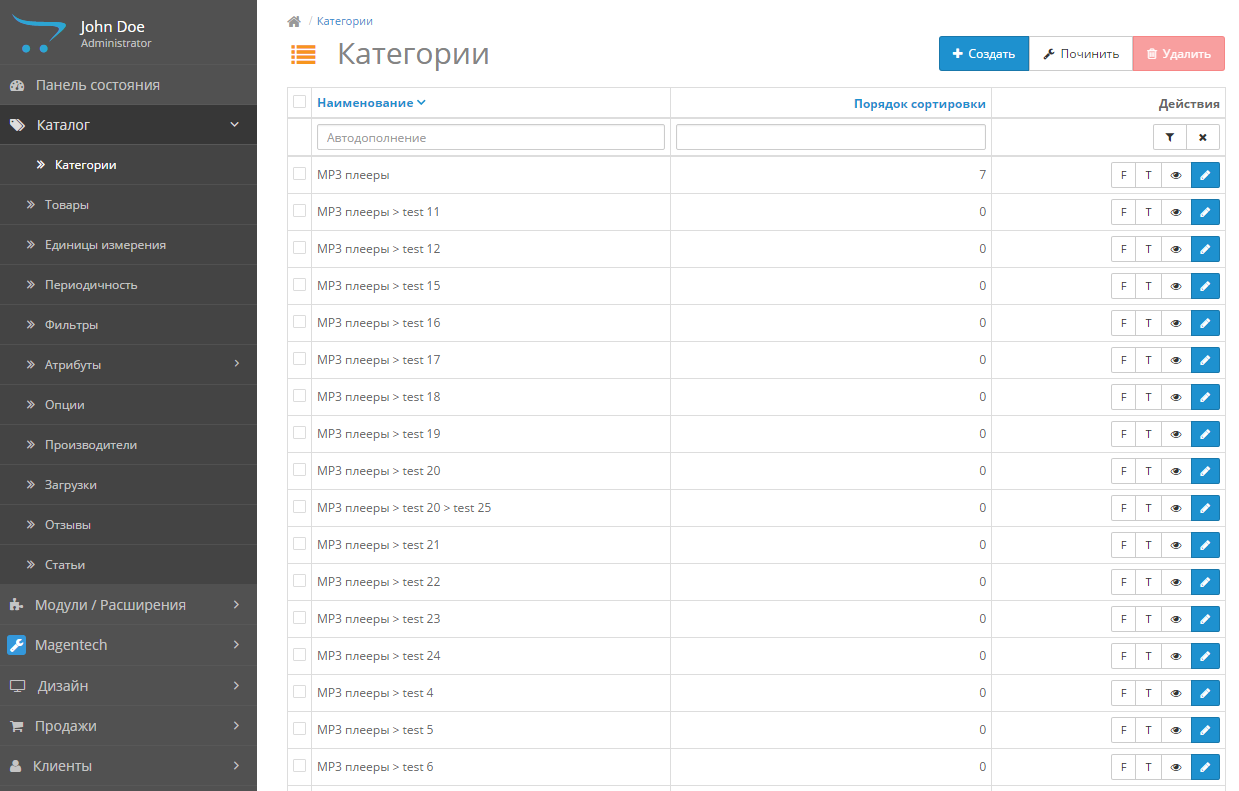 John Doe
Administrator
Панель состояния
Каталог
Категории
Товары
Единицы измерения
Периодичность
Фильтры
Атрибуты
Опции
Производители
Загрузки
Отзывы
Статьи
Модули / Расширения
Magentech
Дизайн
Продажи
Клиенты
/ Категории
Категории
Создать Починить Удалить
Наименование Порядок сортировки Действия
Автодополнение
MP3 плееры 7 F T
MP3 плееры > test 11 0 F T
MP3 плееры > test 12 0 F T
MP3 плееры > test 15 0 F T
MP3 плееры > test 16 0 F T
MP3 плееры > test 17 0 F T
MP3 плееры > test 18 0 F T
MP3 плееры > test 19 0 F T
MP3 плееры > test 20 0 F T
MP3 плееры > test 20 > test 25 0 F T
MP3 плееры > test 21 0 F T
MP3 плееры > test 22 0 F T
MP3 плееры > test 23 0 F T
MP3 плееры > test 24 0 F T
MP3 плееры > test 4 0 F T
MP3 плееры > test 5 0 F T
MP3 плееры > test 6 0 F T